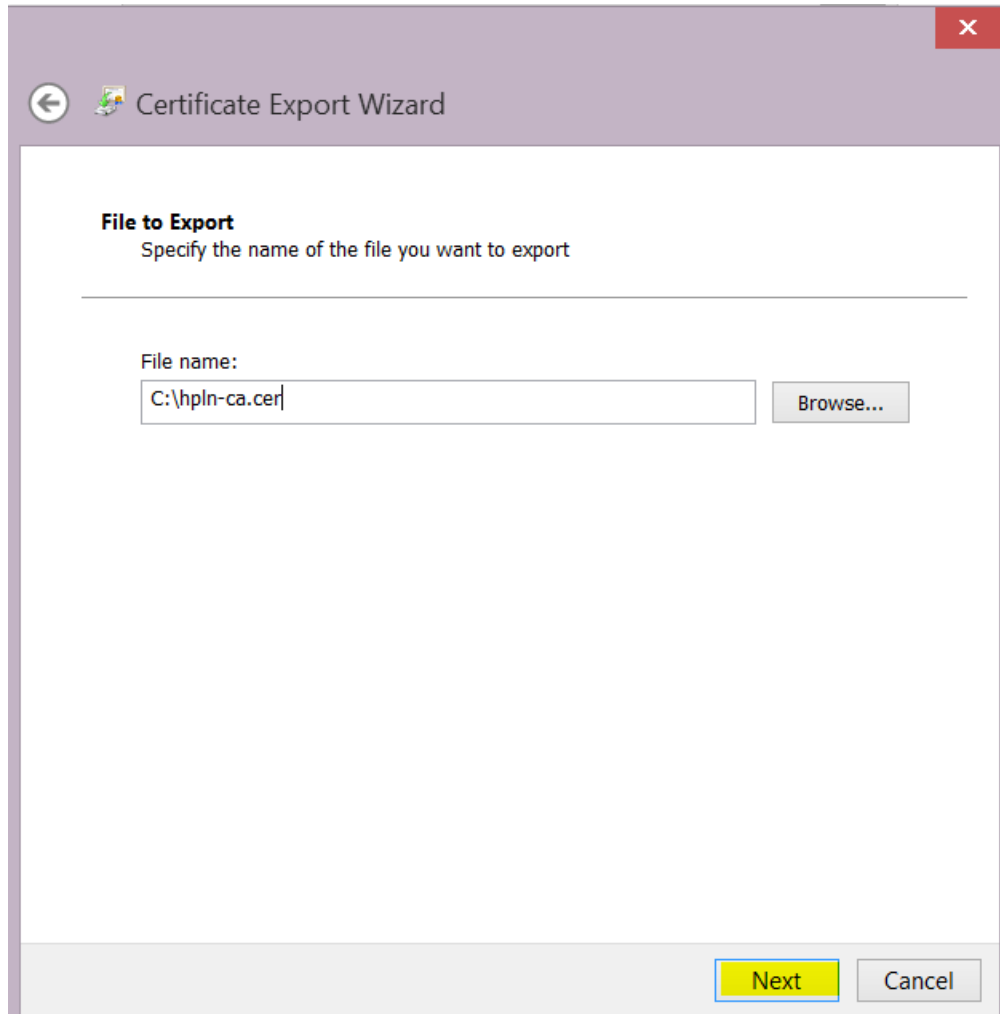 Certificate Export Wizard
File to Export
Specify the name of the file you want to export
File name:
C:\hpln-ca.cer
Browse...
Next
Cancel